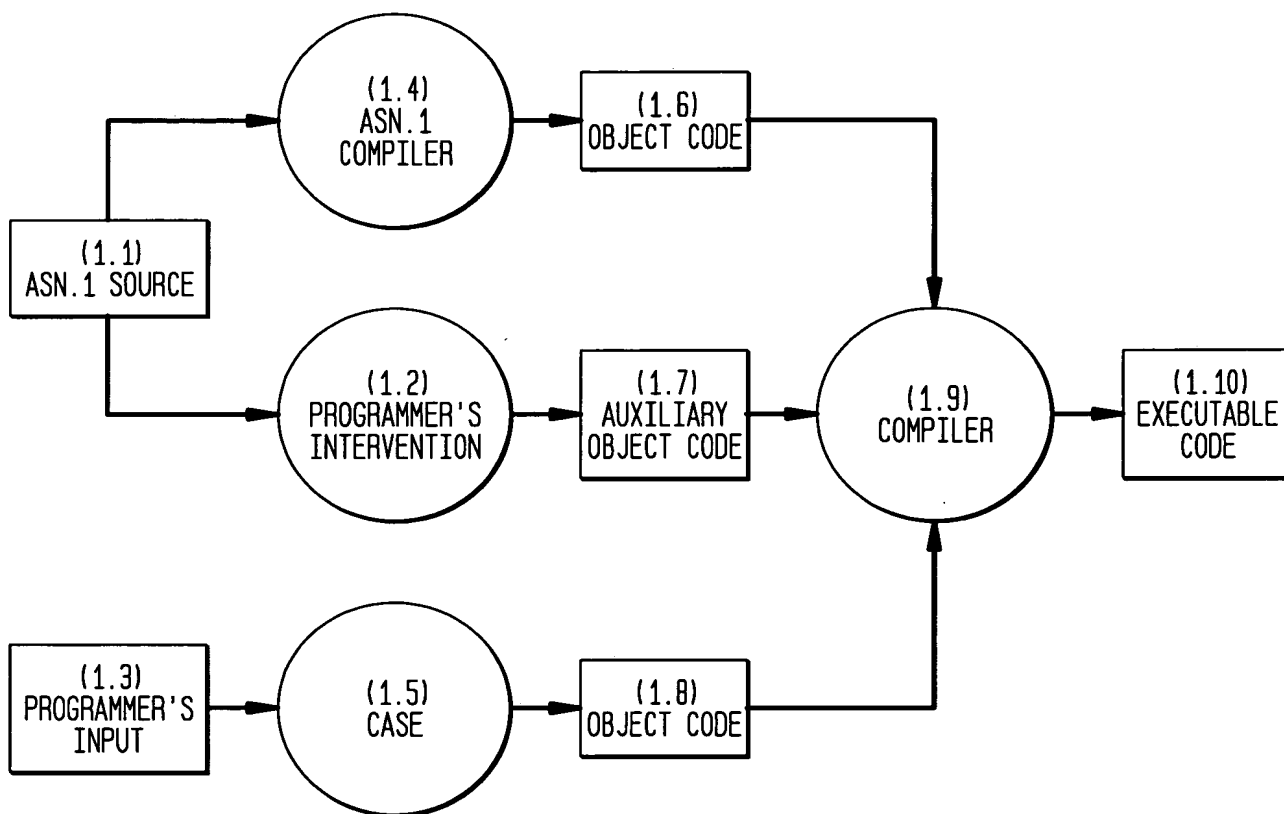 (1.4)
ASN.1
COMPILER
(1.6)
OBJECT CODE
(1.1)
ASN.1 SOURCE
(1.2)
PROGRAMMER'S
INTERVENTION
(1.7)
AUXILIARY
OBJECT CODE
(1.9)
COMPILER
(1.10)
EXECUTABLE
CODE
(1.3)
PROGRAMMER'S
INPUT
(1.5)
CASE
(1.8)
OBJECT CODE